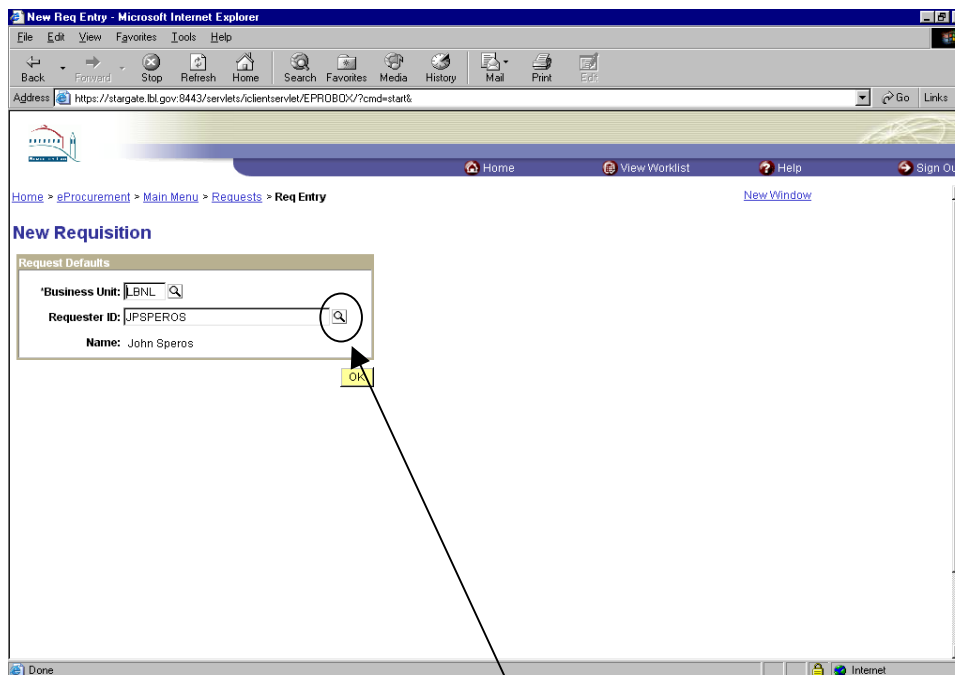 New Req Entry - Microsoft Internet Explorer
File Edit View Favorites Tools Help
Back Forward Stop Refresh Home Search Favorites Media History Mail Print Edit
Address https://stargate.lbl.gov:8443/servlets/iclientservlet/EPROBOX/?cmd=start& Go Links
Home View Worklist Help Sign Ou
Home > eProcurement > Main Menu > Requests > Req Entry New Window
New Requisition
Request Defaults
*Business Unit: LBNL
Requester ID: JPSPEROS
Name: John Speros
OK
Done Internet